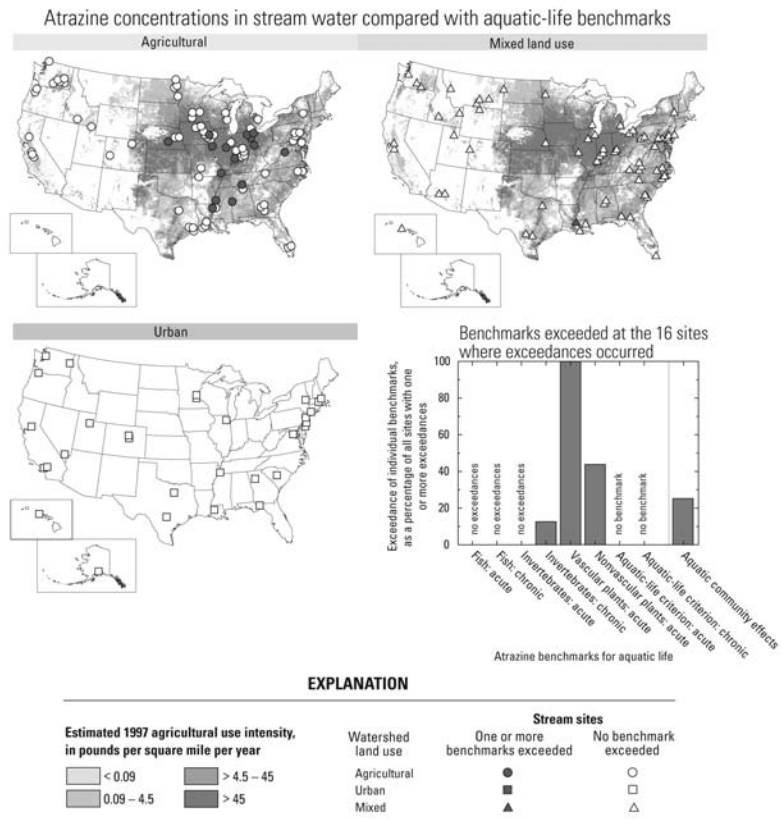 Atrazine concentrations in stream water compared with aquatic-life benchmarks
Agricultural
Mixed land use
Urban
Benchmarks exceeded at the 16 sites
where exceedances occurred
Exceedance of individual benchmarks,
as a percentage of all sites with one
or more exceedances
100
80
60
40
20
0
no exceedances
no exceedances
no exceedances
no benchmark
no benchmark
Fish: acute
Fish: chronic
Invertebrates: acute
Invertebrates: chronic
Vascular plants: acute
Nonvascular plants: acute
Aquatic-life criterion: acute
Aquatic-life criterion: chronic
Aquatic community effects
Atrazine benchmarks for aquatic life
EXPLANATION
Estimated 1997 agricultural use intensity,
in pounds per square mile per year
< 0.09
0.09 – 4.5
> 4.5 – 45
> 45
Stream sites
Watershed
land use
One or more
benchmarks exceeded
No benchmark
exceeded
Agricultural
Urban
Mixed